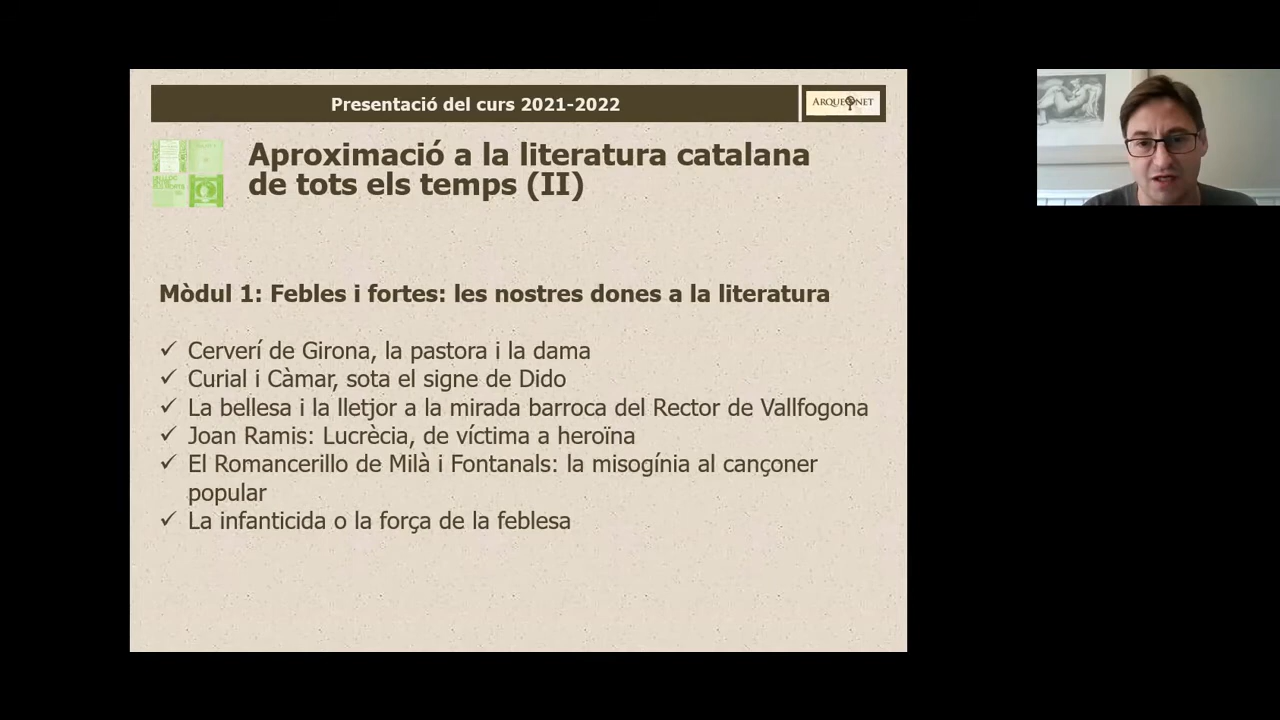 Presentació del curs 2021-2022
ARQUEONET
Aproximació a la literatura catalana
de tots els temps (II)
Mòdul 1: Febles i fortes: les nostres dones a la literatura
✓ Cerverí de Girona, la pastora i la dama
✓ Curial i Càmar, sota el signe de Dido
✓ La bellesa i la lletjor a la mirada barroca del Rector de Vallfogona
✓ Joan Ramis: Lucrècia, de víctima a heroïna
✓ El Romancerillo de Milà i Fontanals: la misogínia al cançoner
popular
✓ La infanticida o la força de la feblesa